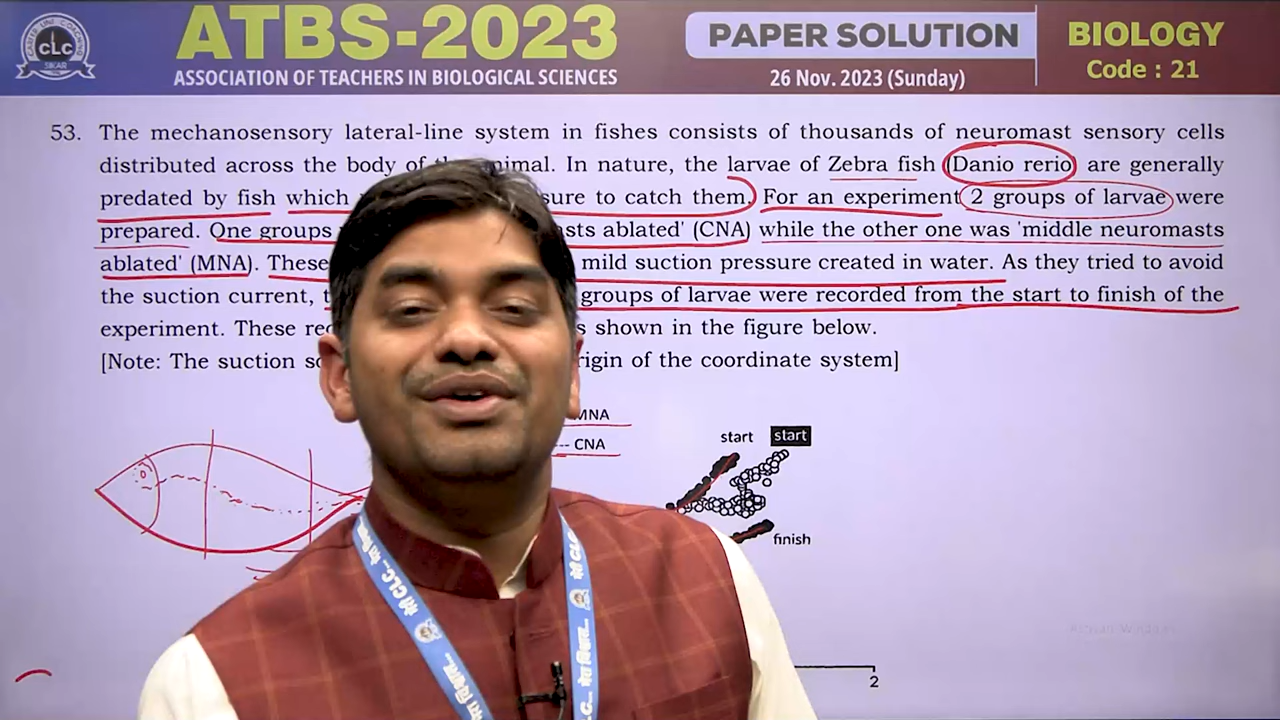 CLC
SIKAR
ATBS-2023
ASSOCIATION OF TEACHERS IN BIOLOGICAL SCIENCES
PAPER SOLUTION
26 Nov. 2023 (Sunday)
BIOLOGY
Code : 21
53. The mechanosensory lateral-line system in fishes consists of thousands of neuromast sensory cells
distributed across the body of In nature, the larvae of Zebra fish (Danio rerio) are generally
predated by fish which to catch them. For an experiment 2 groups of larvae were
prepared. One groups ablated' (CNA) while the other one was 'middle neuromasts
ablated' (MNA). These mild suction pressure created in water. As they tried to avoid
the suction current, groups of larvae were recorded from the start to finish of the
experiment. These shown in the figure below.
[Note: The suction of the coordinate system]
MNA
--- CNA
start start
finish
2